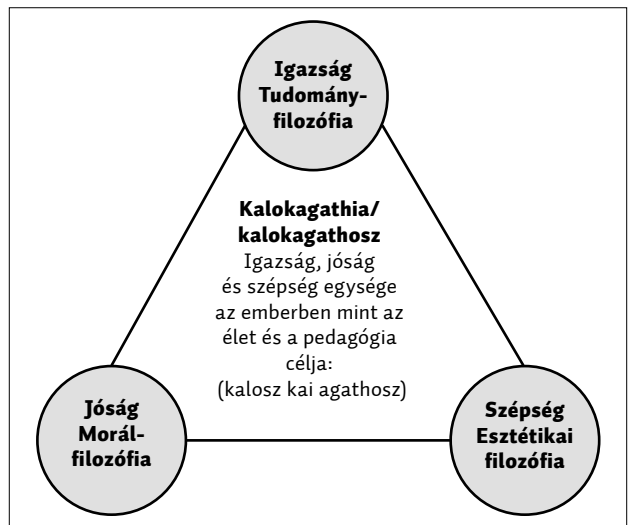 Igazság
Tudomány-
filozófia
Kalokagathia/
kalokagathosz
Igazság, jóság
és szépség egysége
az emberben mint az
élet és a pedagógia
célja:
(kalosz kai agathosz)
Jóság
Morál-
filozófia
Szépség
Esztétikai
filozófia